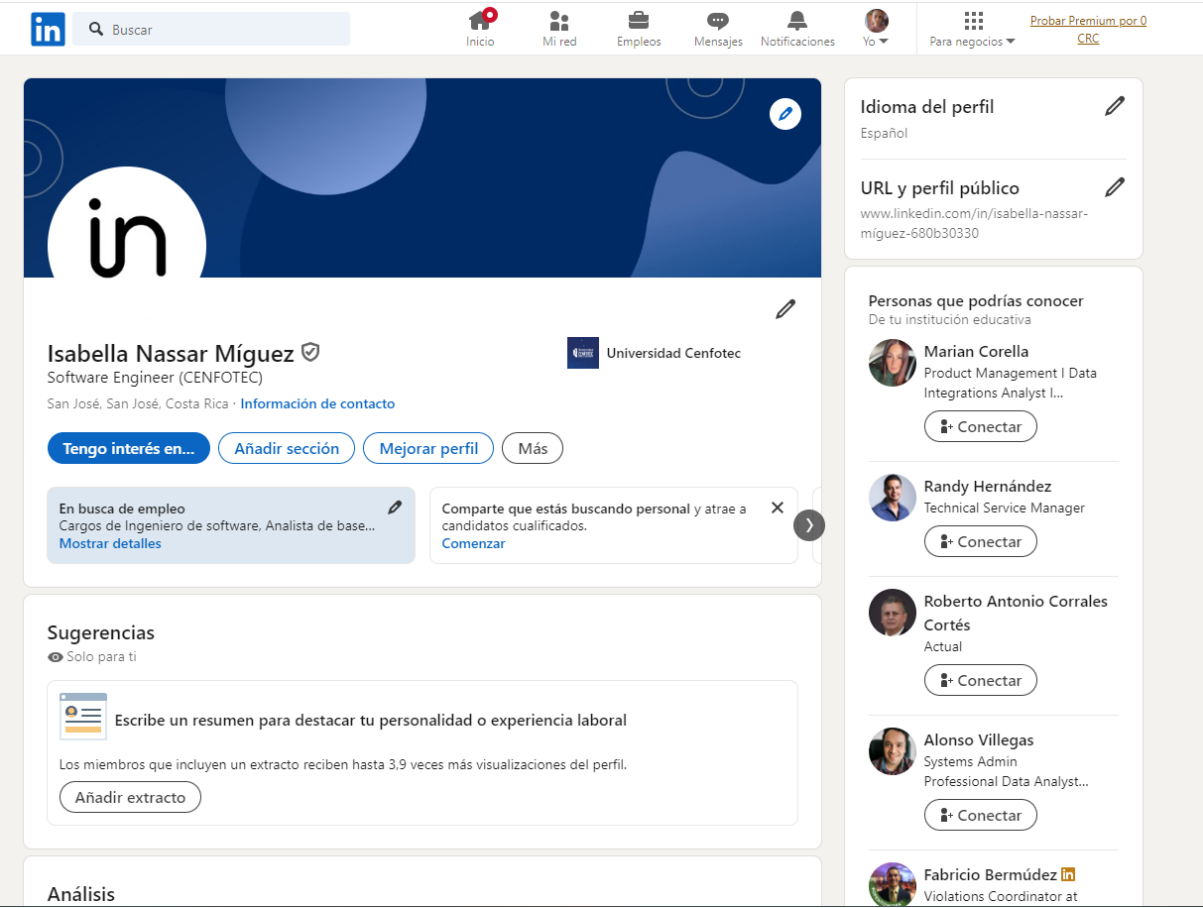 in
Buscar
Inicio
Mi red
Empleos
Mensajes
Notificaciones
Yo
Para negocios
Probar Premium por 0
CRC
in
Isabella Nassar Míguez
Software Engineer (CENFOTEC)
San José, San José, Costa Rica · Información de contacto
Universidad Cenfotec
Tengo interés en...
Añadir sección
Mejorar perfil
Más
En busca de empleo
Cargos de Ingeniero de software, Analista de base...
Mostrar detalles
Comparte que estás buscando personal y atrae a
candidatos cualificados.
Comenzar
Sugerencias
Solo para ti
Escribe un resumen para destacar tu personalidad o experiencia laboral
Los miembros que incluyen un extracto reciben hasta 3,9 veces más visualizaciones del perfil.
Añadir extracto
Análisis
Idioma del perfil
Español
URL y perfil público
www.linkedin.com/in/isabella-nassar-
míguez-680b30330
Personas que podrías conocer
De tu institución educativa
Marian Corella
Product Management I Data
Integrations Analyst I...
Conectar
Randy Hernández
Technical Service Manager
Conectar
Roberto Antonio Corrales
Cortés
Actual
Conectar
Alonso Villegas
Systems Admin
Professional Data Analyst...
Conectar
Fabricio Bermúdez in
Violations Coordinator at